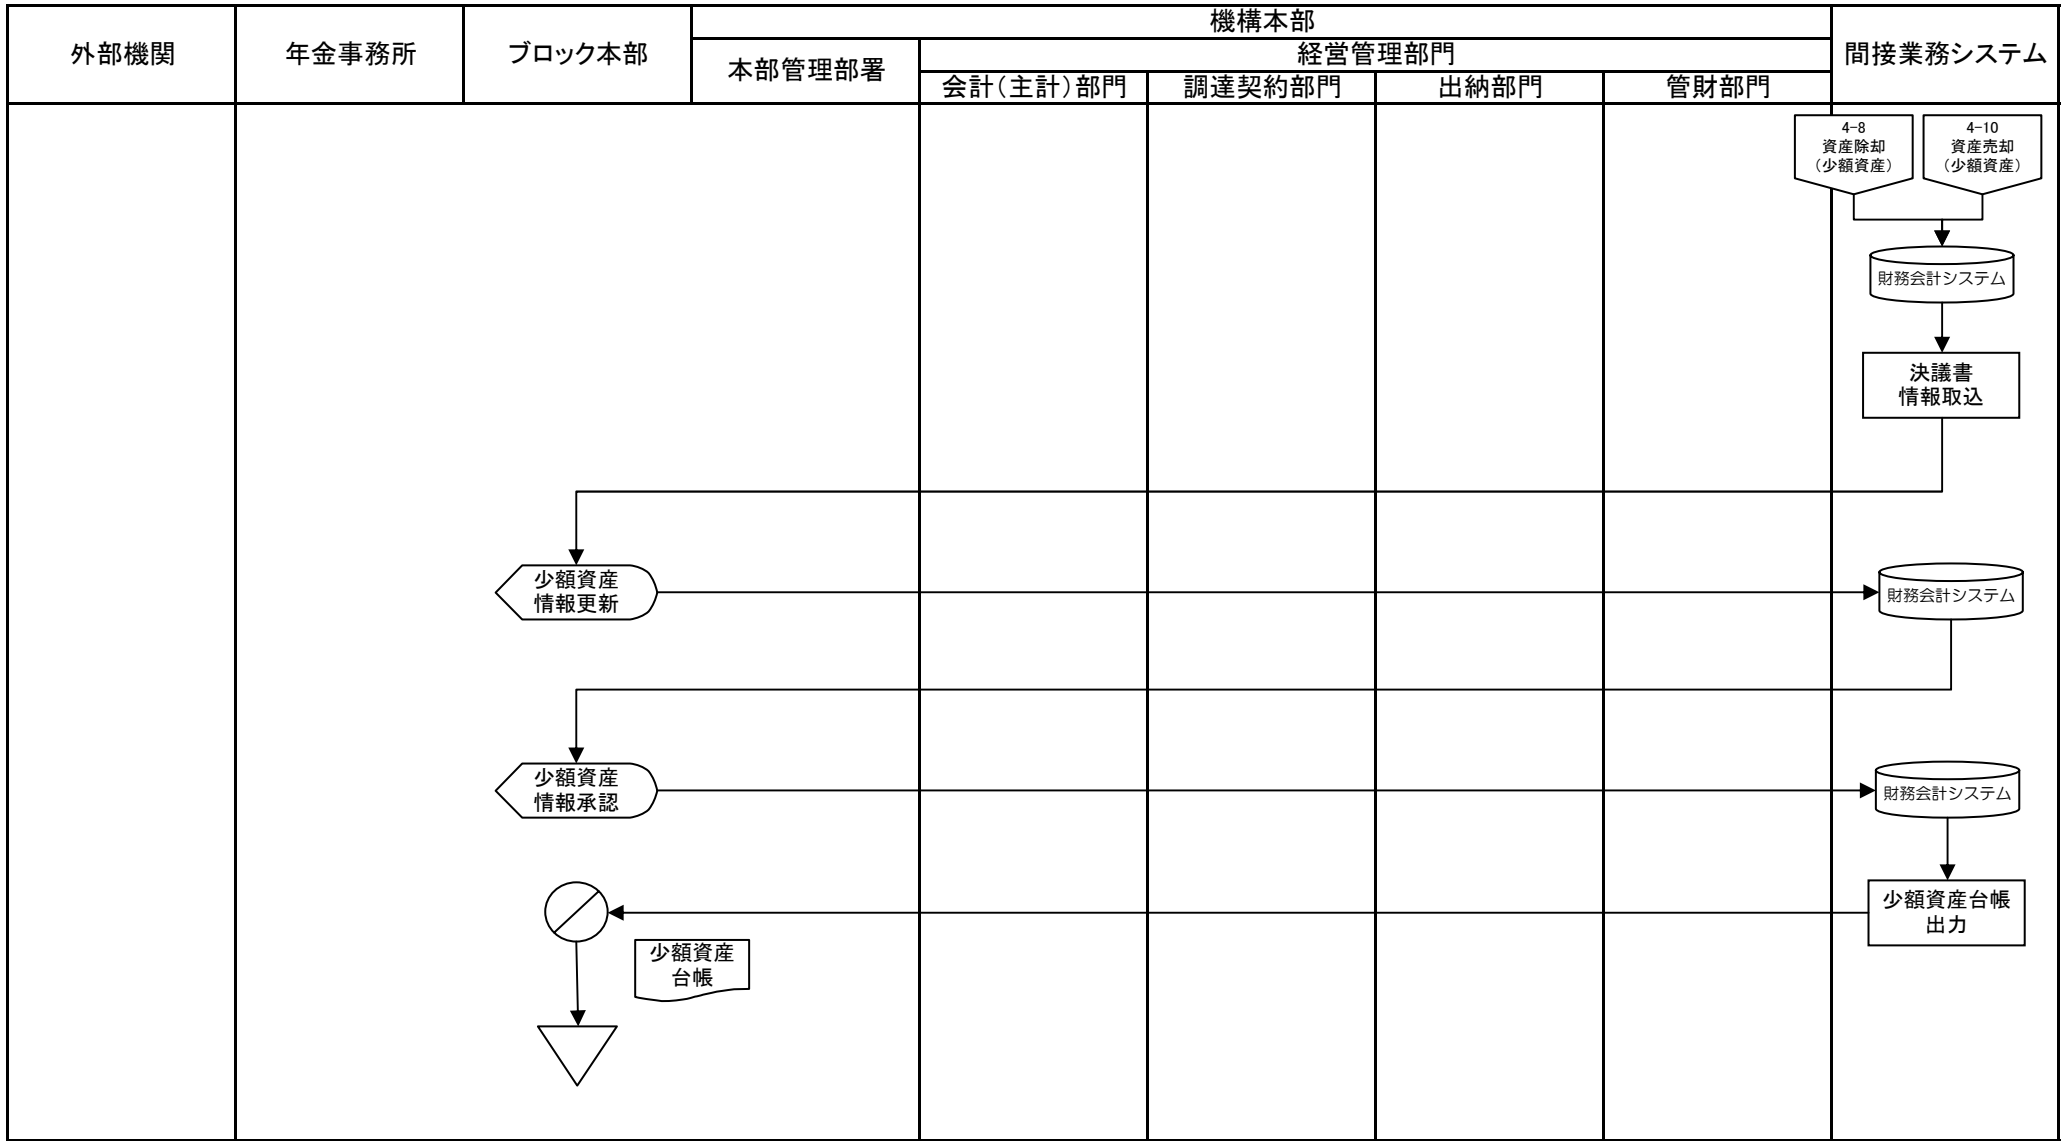 外部機関
年金事務所
ブロック本部
機構本部
本部管理部署
経営管理部門
会計(主計)部門
調達契約部門
出納部門
管財部門
間接業務システム
4-8
資産除却
(少額資産)
4-10
資産売却
(少額資産)
財務会計システム
決議書
情報取込
少額資産
情報更新
財務会計システム
少額資産
情報承認
財務会計システム
少額資産台帳
出力
少額資産
台帳